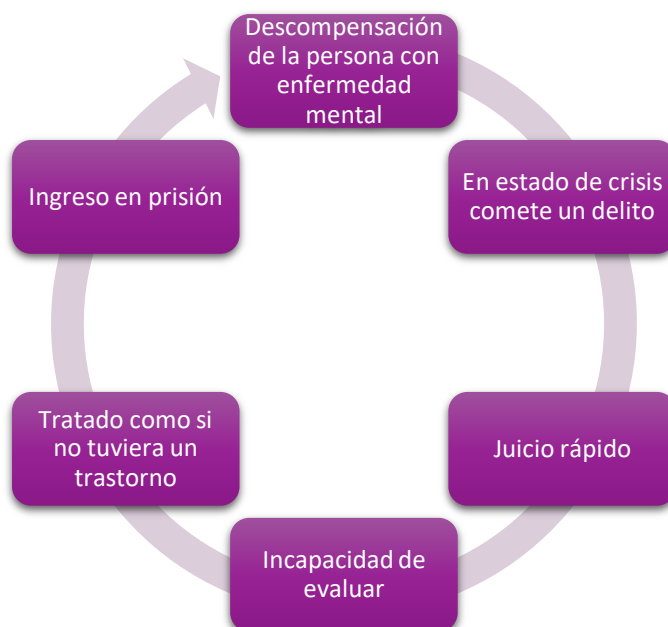 Descompensación
de la persona con
enfermedad
mental
En estado de crisis
comete un delito
Juicio rápido
Incapacidad de
evaluar
Tratado como si
no tuviera un
trastorno
Ingreso en prisión